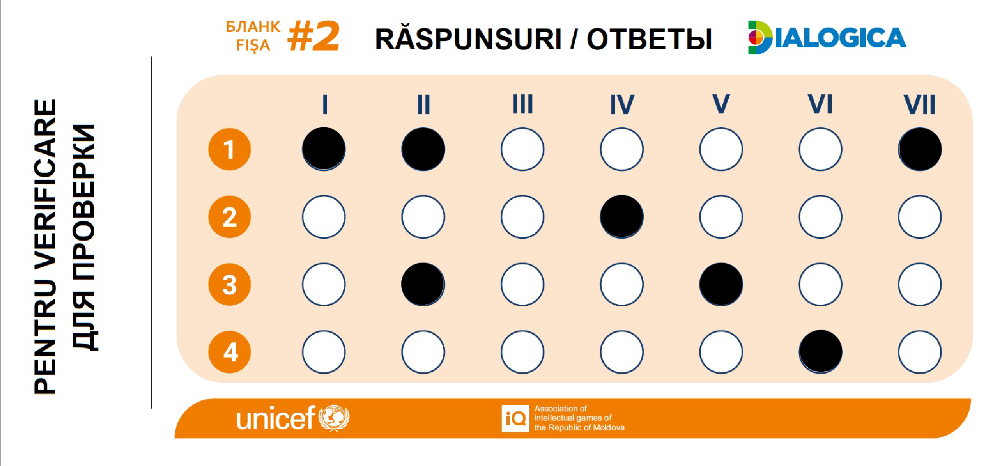 БЛАНК
FIȘA
#2
RĂSPUNSURI / ОТВЕТЫ
DIALOGICA
PENTRU VERIFICARE
ДЛЯ ПРОВЕРКИ
I II III IV V VI VII
1
2
3
4
unicef
iQ
Association of
intellectual games of
the Republic of Moldova